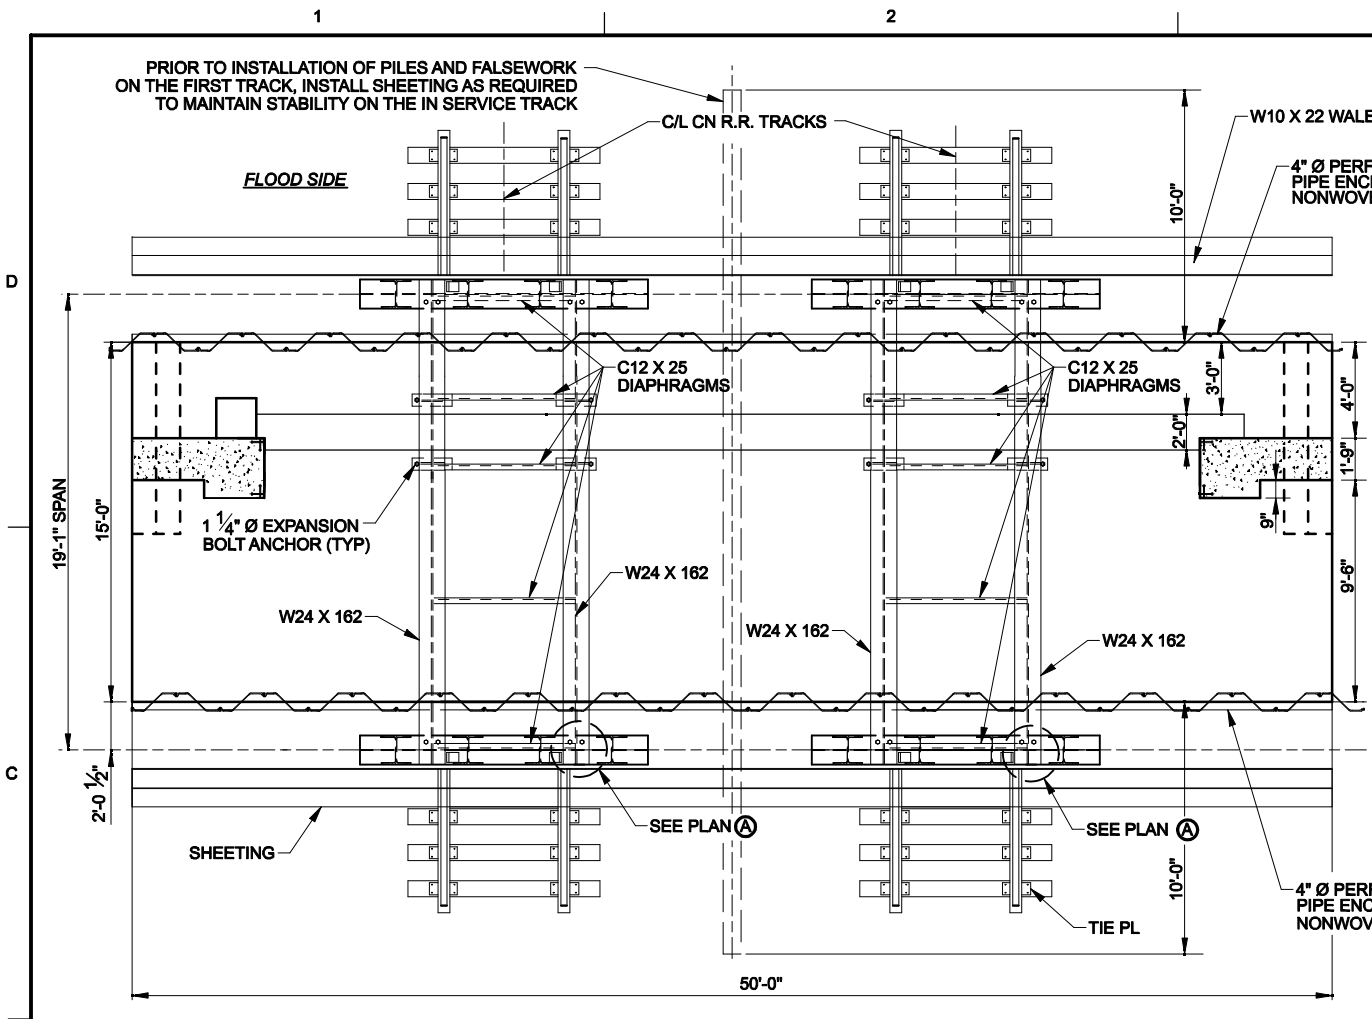 1
2
PRIOR TO INSTALLATION OF PILES AND FALSEWORK
ON THE FIRST TRACK, INSTALL SHEETING AS REQUIRED
TO MAINTAIN STABILITY ON THE IN SERVICE TRACK
C/L CN R.R. TRACKS
W10 X 22 WALE
FLOOD SIDE
10'-0"
4" Ø PERF
PIPE ENC
NONWOV
D
C12 X 25
DIAPHRAGMS
C12 X 25
DIAPHRAGMS
3'-0"
4'-0"
2'-0"
1'-9"
9"
19'-1" SPAN
15'-0"
1 1/4" Ø EXPANSION
BOLT ANCHOR (TYP)
9'-6"
W24 X 162
W24 X 162
W24 X 162
W24 X 162
C
2'-0 1/2"
SEE PLAN A
SEE PLAN A
SHEETING
10'-0"
4" Ø PERF
PIPE ENC
NONWOV
TIE PL
50'-0"